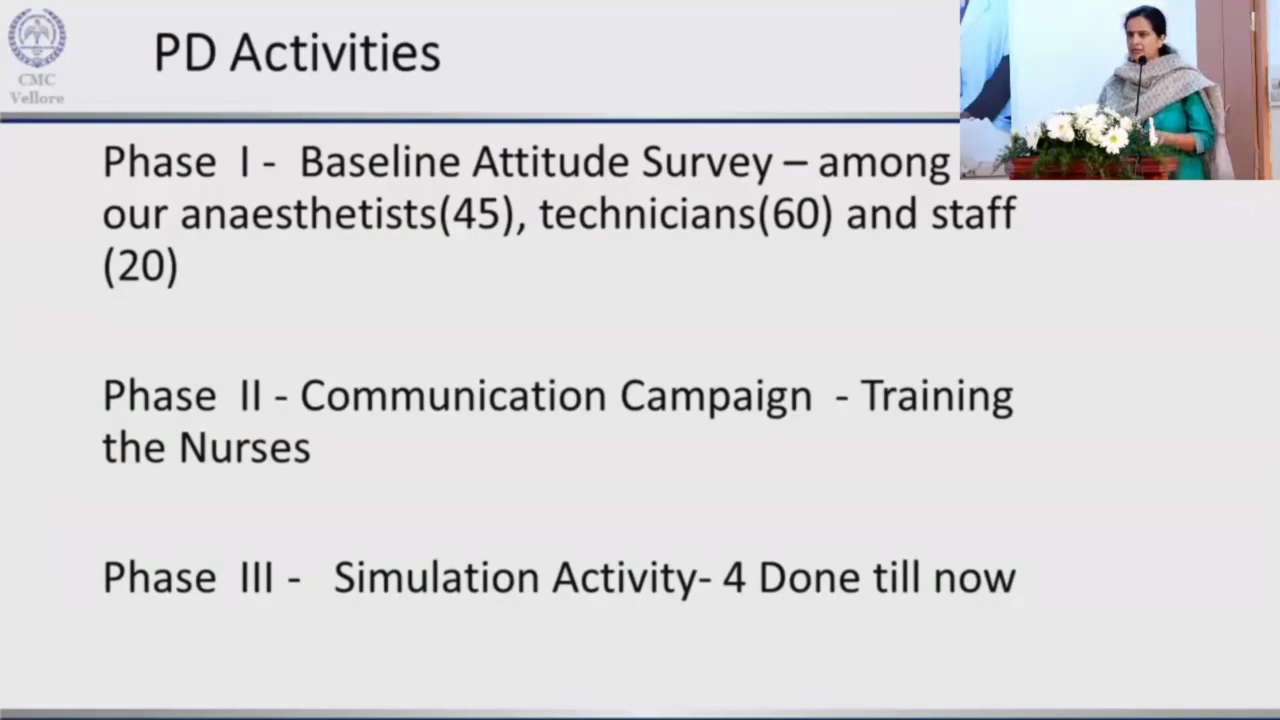 CMC
Vellore
PD Activities
Phase I - Baseline Attitude Survey – among
our anaesthetists(45), technicians(60) and staff
(20)
Phase II - Communication Campaign - Training
the Nurses
Phase III - Simulation Activity- 4 Done till now